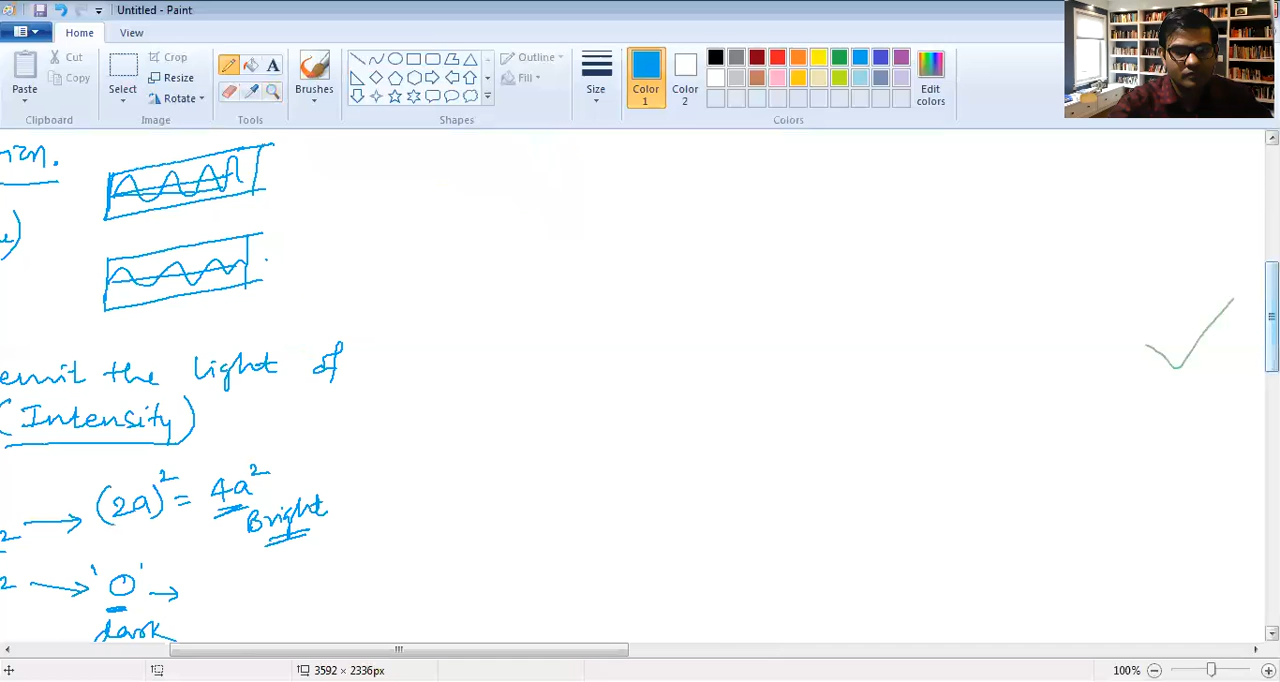 Untitled - Paint
Home View
Paste Cut Copy Select Crop Resize Rotate Brushes Outline Fill Size Color 1 Color 2 Edit colors
Clipboard Image Tools Shapes Colors
the light of
(Intensity)
(2a)² = 4a²
Bright
2 → '0' →
dark
3592 × 2336px 100%